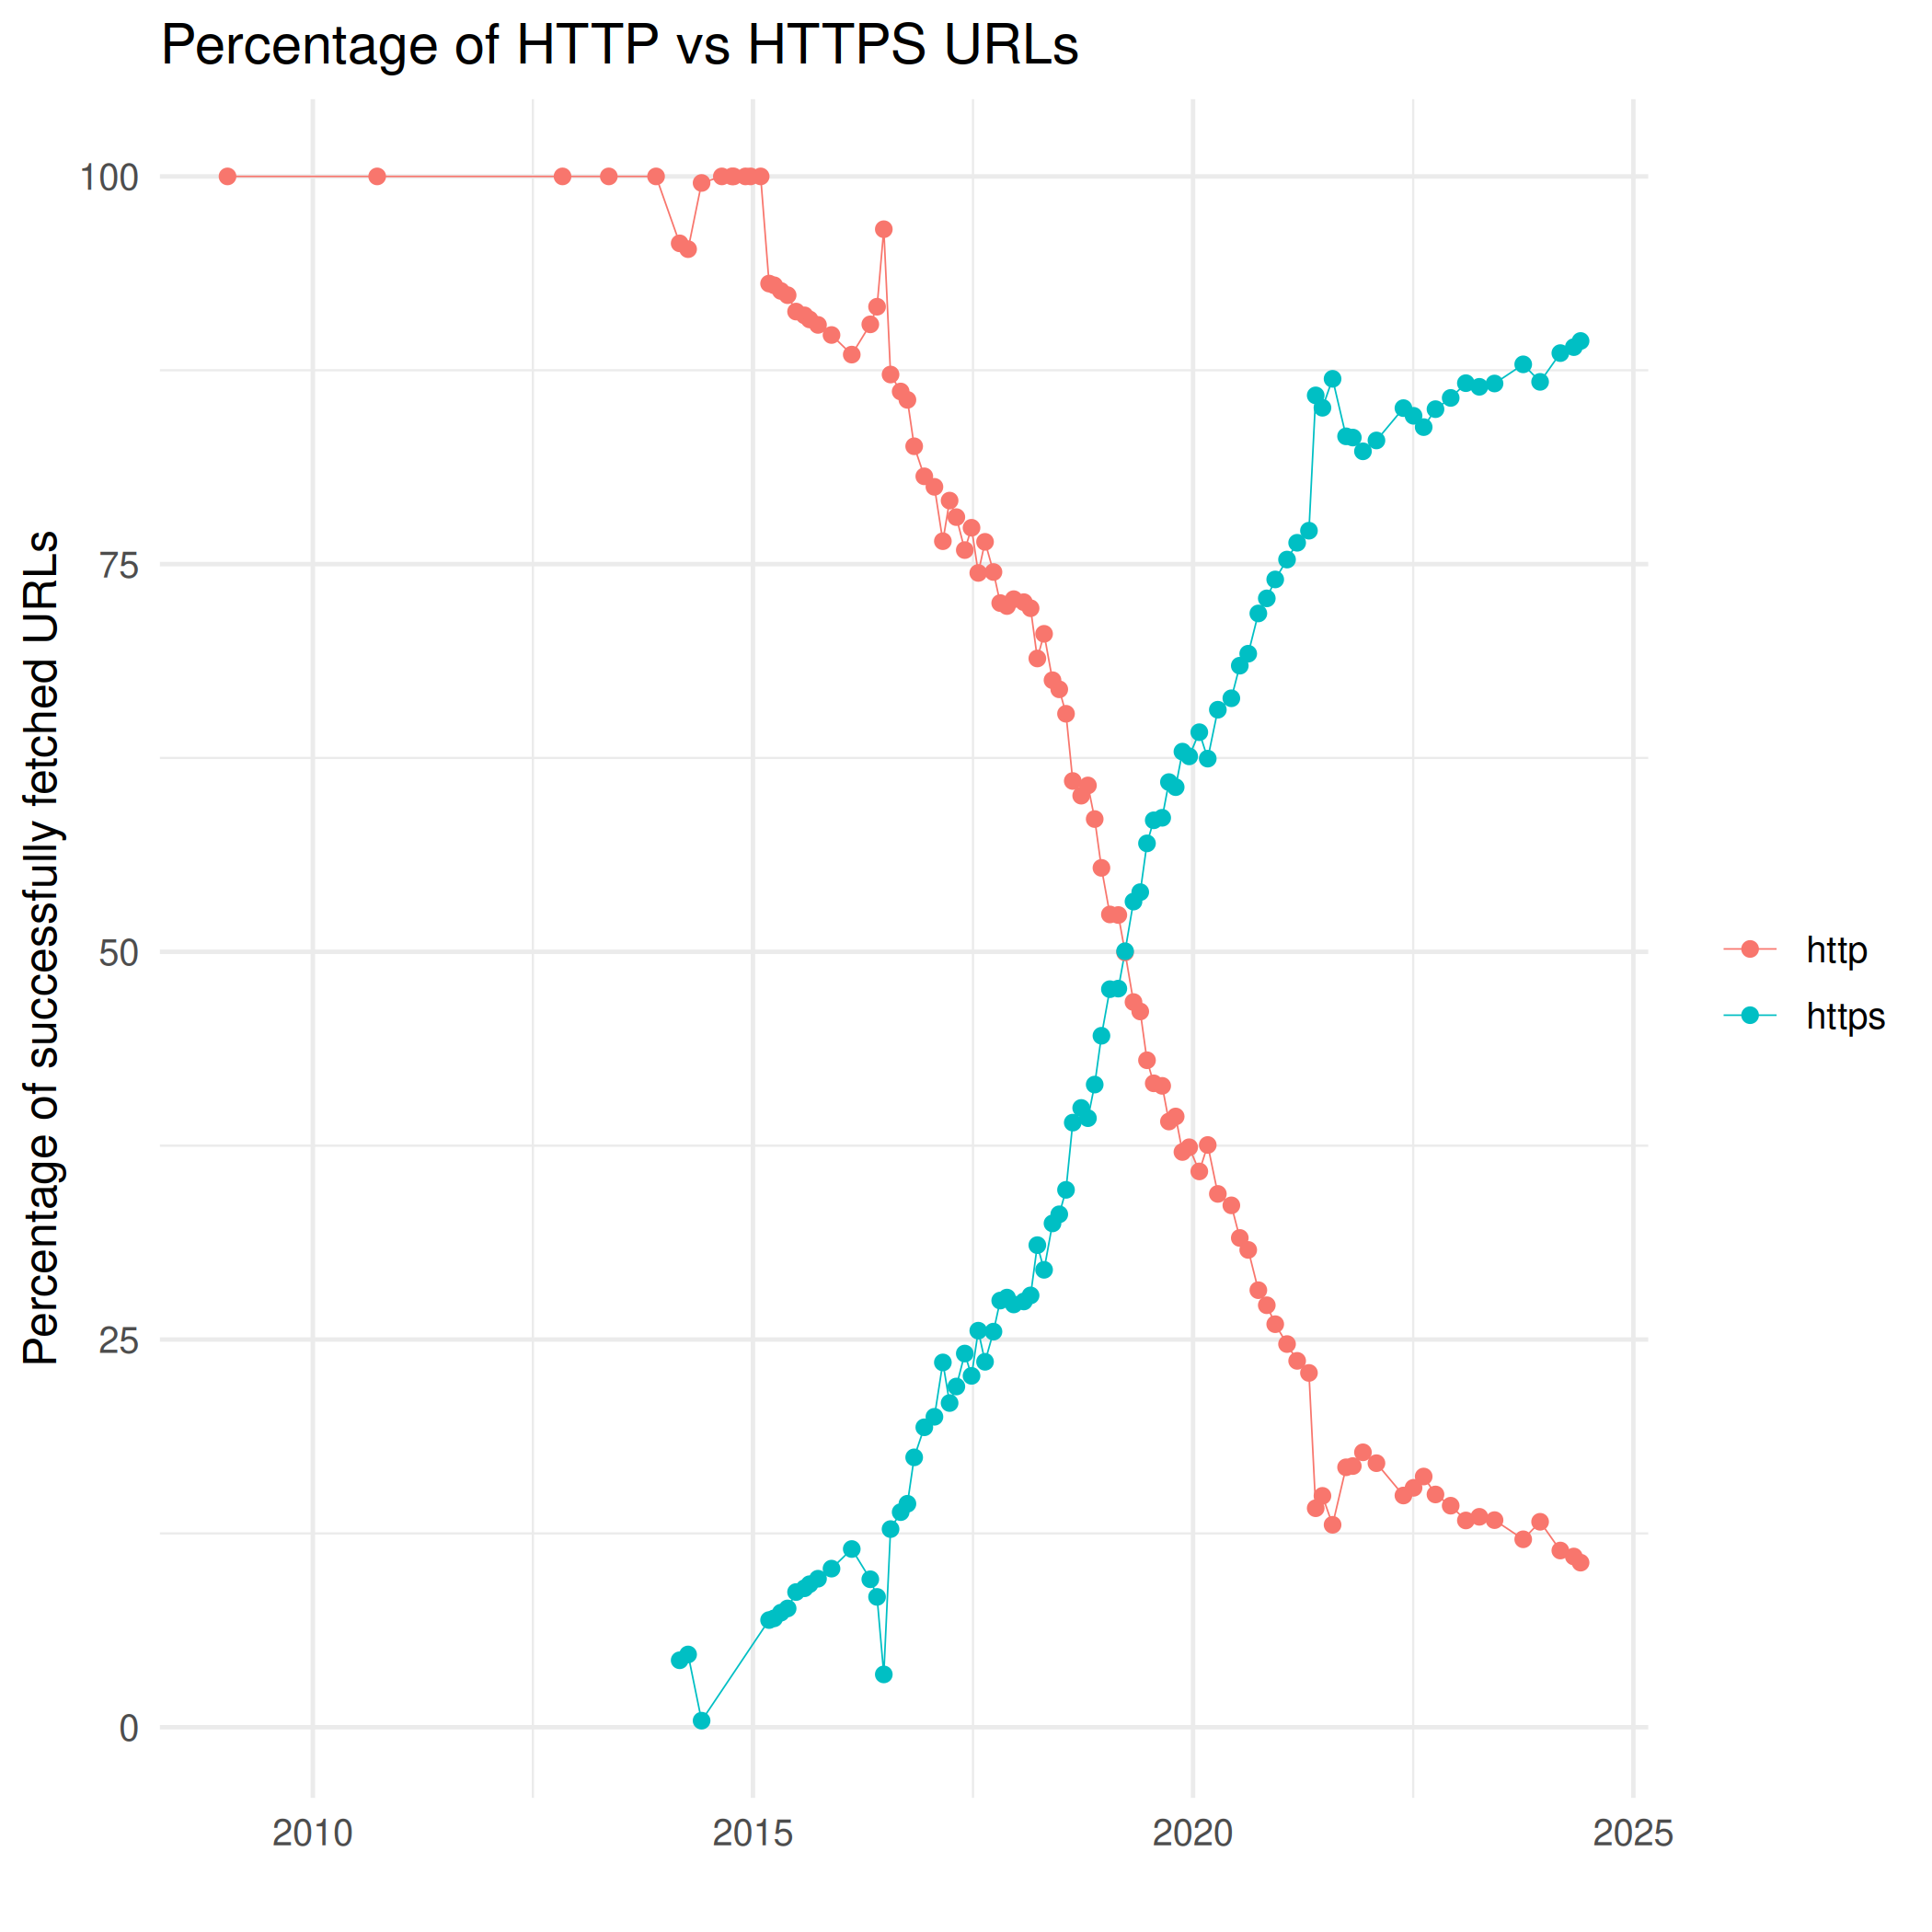 Percentage of HTTP vs HTTPS URLs
Percentage of successfully fetched URLs
100
75
50
25
0
2010
2015
2020
2025
http
https